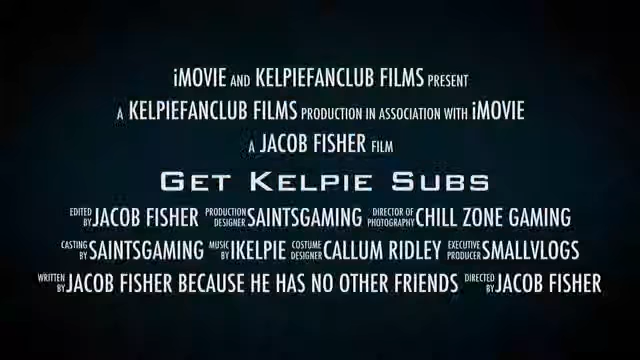 iMOVIE AND KELPIEFANCLUB FILMS PRESENT
A KELPIEFANCLUB FILMS PRODUCTION IN ASSOCIATION WITH iMOVIE
A JACOB FISHER FILM
GET KELPIE SUBS
EDITED BY JACOB FISHER PRODUCTION DESIGNER SAINTSGAMING DIRECTOR OF PHOTOGRAPHY CHILL ZONE GAMING
CASTING BY SAINTSGAMING MUSIC BY IKELPIE COSTUME DESIGNER CALLUM RIDLEY EXECUTIVE PRODUCER SMALLVLOGS
WRITTEN BY JACOB FISHER BECAUSE HE HAS NO OTHER FRIENDS DIRECTED BY JACOB FISHER